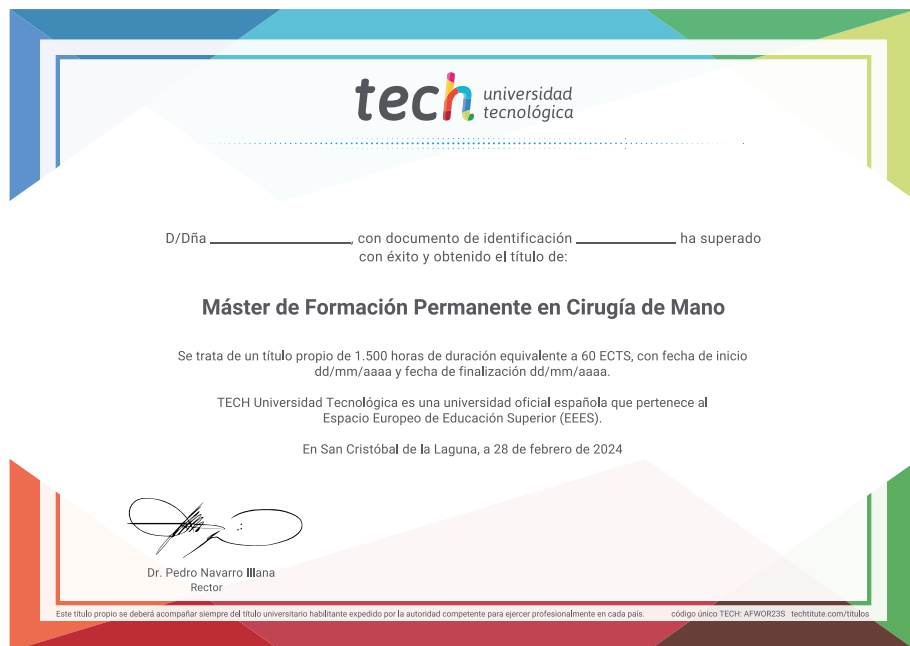 tech universidad
tecnológica
D/Dña ____________, con documento de identificación ____________ ha superado
con éxito y obtenido el título de:
Máster de Formación Permanente en Cirugía de Mano
Se trata de un título propio de 1.500 horas de duración equivalente a 60 ECTS, con fecha de inicio
dd/mm/aaaa y fecha de finalización dd/mm/aaaa.
TECH Universidad Tecnológica es una universidad oficial española que pertenece al
Espacio Europeo de Educación Superior (EEES).
En San Cristóbal de la Laguna, a 28 de febrero de 2024
Dr. Pedro Navarro Illana
Rector
Este título propio se deberá acompañar siempre del título universitario habilitante expedido por la autoridad competente para ejercer profesionalmente en cada país. código único TECH: AFWOR23S techtitute.com/titulos